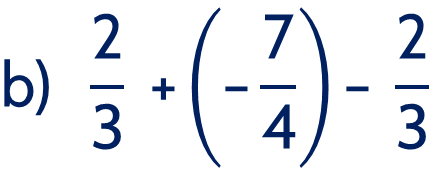 b) 2/3 + (− 7/4) − 2/3